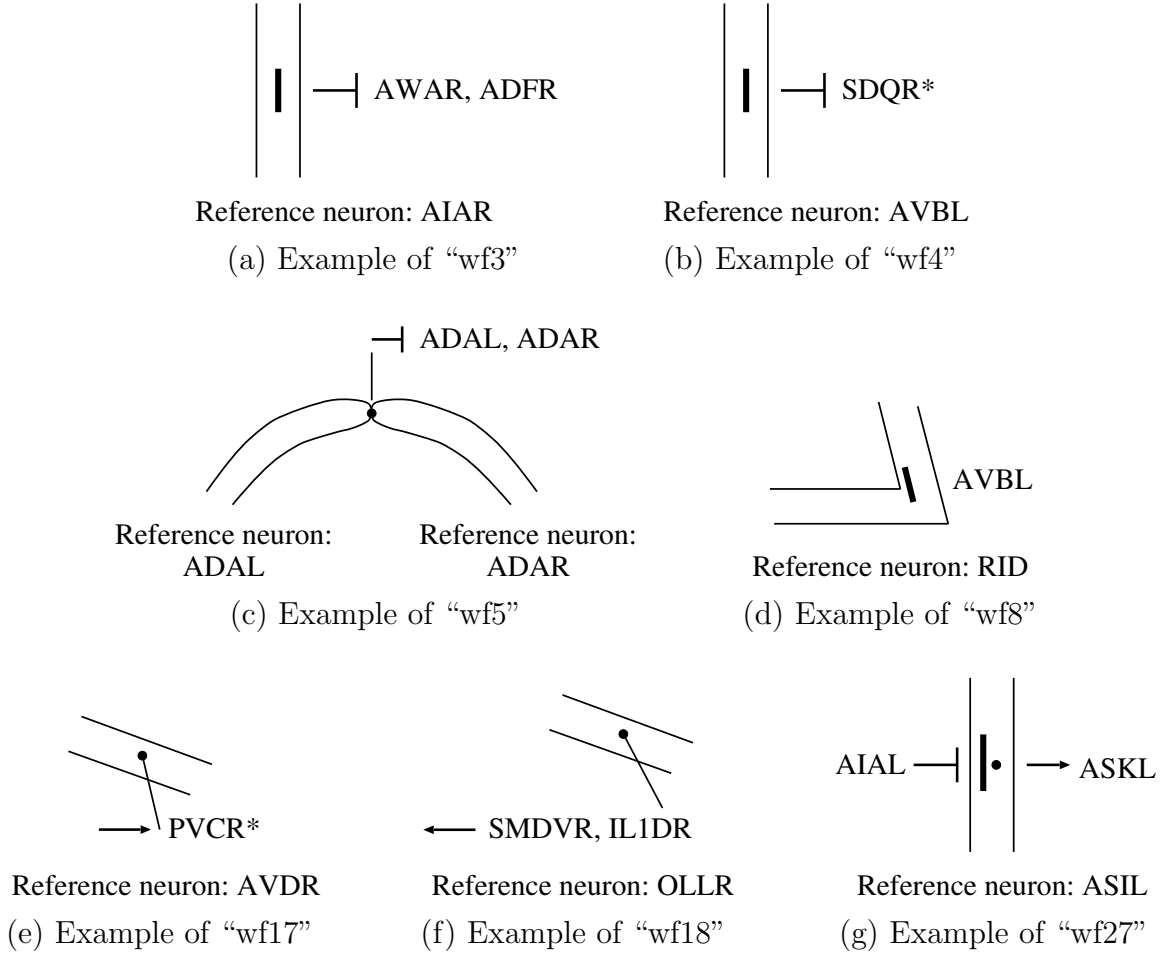 AWAR, ADFR
SDQR*
Reference neuron: AIAR
Reference neuron: AVBL
(a) Example of “wf3”
(b) Example of “wf4”
ADAL, ADAR
AVBL
Reference neuron:
ADAL
Reference neuron:
ADAR
Reference neuron: RID
(c) Example of “wf5”
(d) Example of “wf8”
AIAL
ASKL
PVCR*
SMDVR, IL1DR
Reference neuron: AVDR
Reference neuron: OLLR
Reference neuron: ASIL
(e) Example of “wf17”
(f) Example of “wf18”
(g) Example of “wf27”